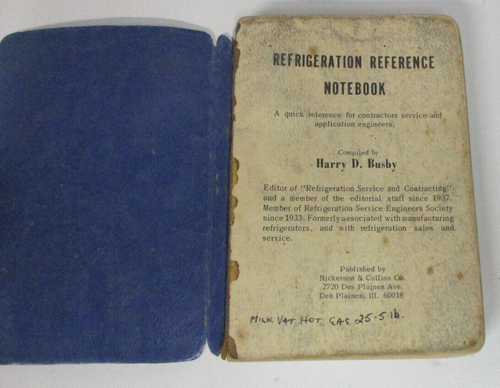 REFRIGERATION REFERENCE
NOTEBOOK
A quick reference for contractors service and
application engineers.
Compiled by
Harry D. Busby
Editor of "Refrigeration Service and Contracting"
and a member of the editorial staff since 1937.
Member of Refrigeration Service Engineers Society
since 1933. Formerly associated with manufacturing
refrigerators, and with refrigeration sales and
service.
Published by
Nickerson & Collins Co.
2720 Des Plaines Ave.
Des Plaines, Ill. 60018
MILK VAT HOT GAS 25-5 lb.